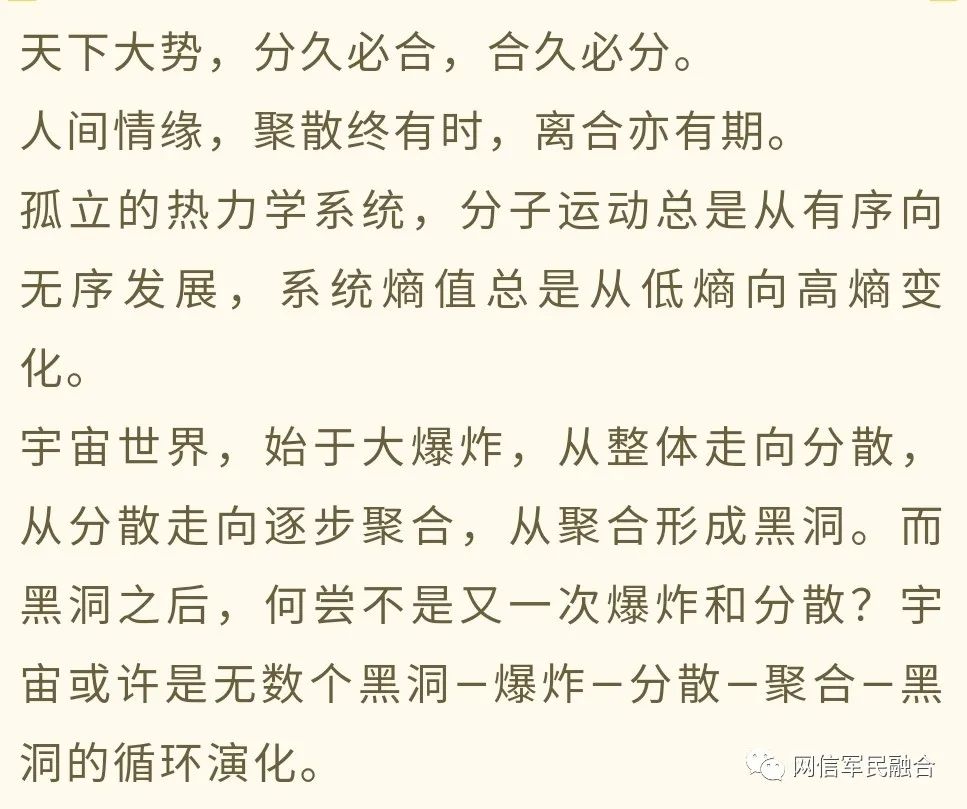 天下大势，分久必合，合久必分。
人间情缘，聚散终有时，离合亦有期。
孤立的热力学系统，分子运动总是从有序向
无序发展，系统熵值总是从低熵向高熵变
化。
宇宙世界，始于大爆炸，从整体走向分散，
从分散走向逐步聚合，从聚合形成黑洞。而
黑洞之后，何尝不是又一次爆炸和分散？宇
宙或许是无数个黑洞—爆炸—分散—聚合—黑
洞的循环演化。
网信军民融合